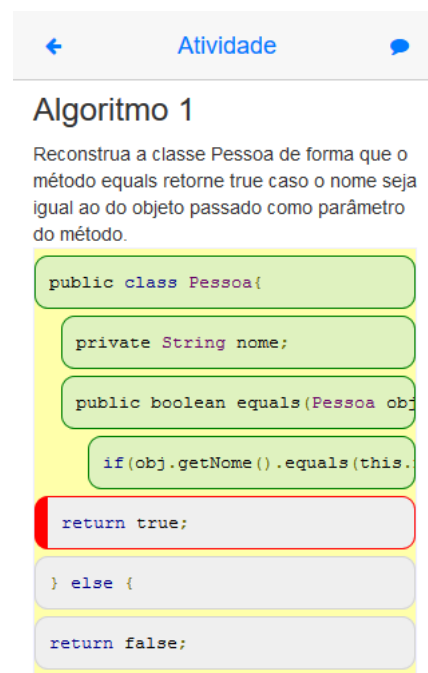 Atividade
Algoritmo 1
Reconstrua a classe Pessoa de forma que o
método equals retorne true caso o nome seja
igual ao do objeto passado como parâmetro
do método.
public class Pessoa{
private String nome;
public boolean equals(Pessoa obj
if(obj.getNome().equals(this.
return true;
} else {
return false;